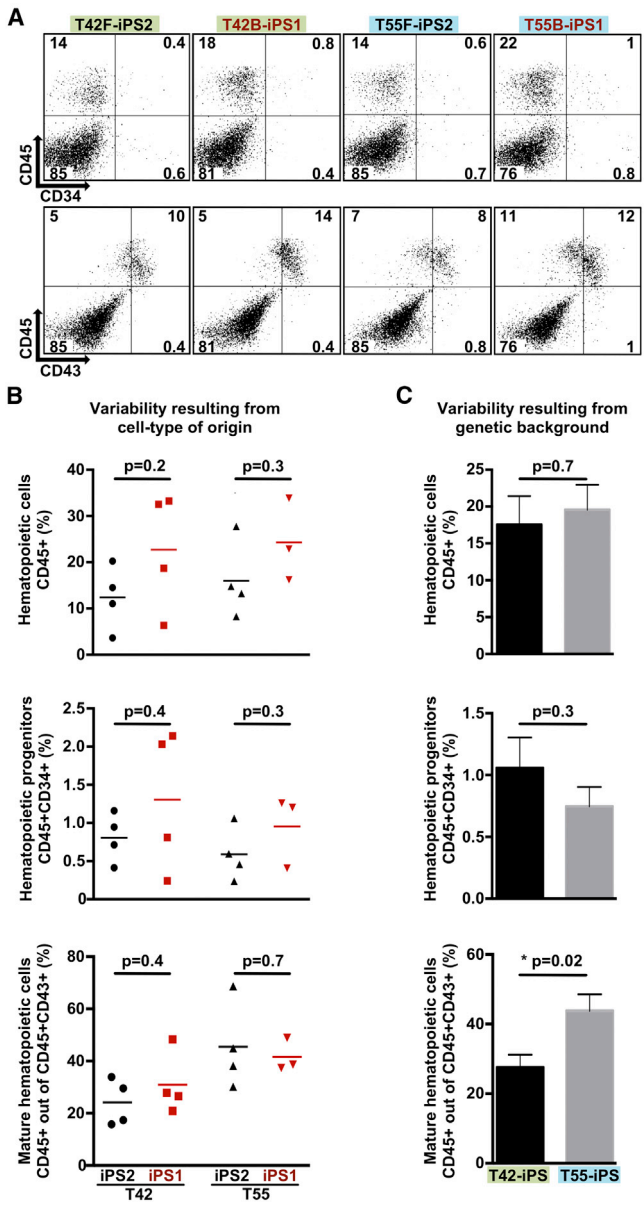 A
T42F-iPS2 T42B-iPS1 T55F-iPS2 T55B-iPS1
14 0.4 18 0.8 14 0.6 22 1
85 0.6 81 0.4 85 0.7 76 0.8
CD45
CD34
5 10 5 14 7 8 11 12
85 0.4 81 0.4 85 0.8 76 1
CD45
CD43
B
Variability resulting from
cell-type of origin
Hematopoietic cells
CD45+ (%)
40
30
20
10
0
p=0.2 p=0.3
Hematopoietic progenitors
CD45+CD34+ (%)
2.5
2.0
1.5
1.0
0.5
0
p=0.4 p=0.3
Mature hematopoietic cells
CD45+ out of CD45+CD43+ (%)
80
60
40
20
0
p=0.4 p=0.7
iPS2 iPS1 iPS2 iPS1
T42 T55
C
Variability resulting from
genetic background
Hematopoietic cells
CD45+ (%)
25
20
15
10
5
0
p=0.7
Hematopoietic progenitors
CD45+CD34+ (%)
1.5
1.0
0.5
0.0
p=0.3
Mature hematopoietic cells
CD45+ out of CD45+CD43+ (%)
60
40
20
0
* p=0.02
T42-iPS T55-iPS